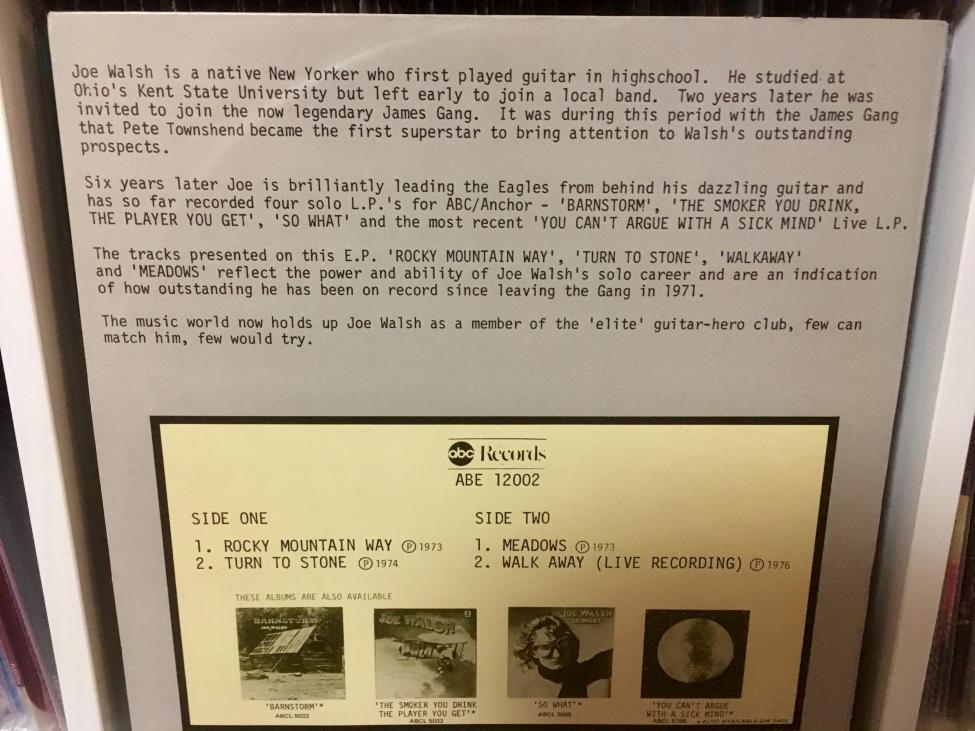 Joe Walsh is a native New Yorker who first played guitar in highschool. He studied at
Ohio's Kent State University but left early to join a local band. Two years later he was
invited to join the now legendary James Gang. It was during this period with the James Gang
that Pete Townshend became the first superstar to bring attention to Walsh's outstanding
prospects.
Six years later Joe is brilliantly leading the Eagles from behind his dazzling guitar and
has so far recorded four solo L.P.'s for ABC/Anchor - 'BARNSTORM', 'THE SMOKER YOU DRINK,
THE PLAYER YOU GET', 'SO WHAT' and the most recent 'YOU CAN'T ARGUE WITH A SICK MIND' Live L.P.
The tracks presented on this E.P. 'ROCKY MOUNTAIN WAY', 'TURN TO STONE', 'WALKAWAY'
and 'MEADOWS' reflect the power and ability of Joe Walsh's solo career and are an indication
of how outstanding he has been on record since leaving the Gang in 1971.
The music world now holds up Joe Walsh as a member of the 'elite' guitar-hero club, few can
match him, few would try.
abc Records
ABE 12002
SIDE ONE
1. ROCKY MOUNTAIN WAY Ⓟ 1973
2. TURN TO STONE Ⓟ 1974
SIDE TWO
1. MEADOWS Ⓟ 1973
2. WALK AWAY (LIVE RECORDING) Ⓟ 1976
THESE ALBUMS ARE ALSO AVAILABLE
BARNSTORM
JOE WALSH
JOE WALSH
JOE WALSH
SO WHAT
'BARNSTORM'*
ABCL 5022
'THE SMOKER YOU DRINK
THE PLAYER YOU GET'*
ABCL 5033
'SO WHAT'*
ABCL
'YOU CAN'T ARGUE
WITH A SICK MIND'*
ABCL 5156 * ALSO AVAILABLE ON TAPE